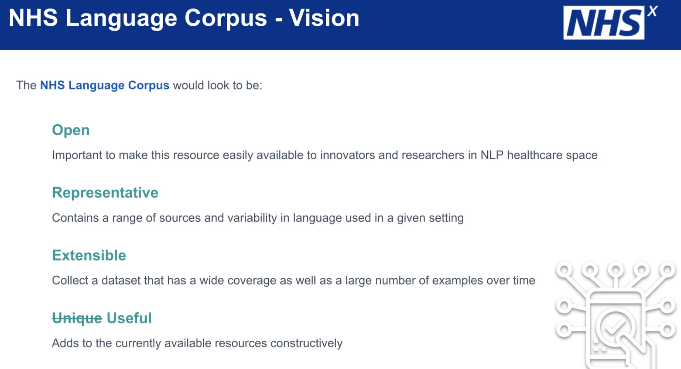 NHS Language Corpus - Vision
NHS X
The NHS Language Corpus would look to be:
Open
Important to make this resource easily available to innovators and researchers in NLP healthcare space
Representative
Contains a range of sources and variability in language used in a given setting
Extensible
Collect a dataset that has a wide coverage as well as a large number of examples over time
Unique Useful
Adds to the currently available resources constructively